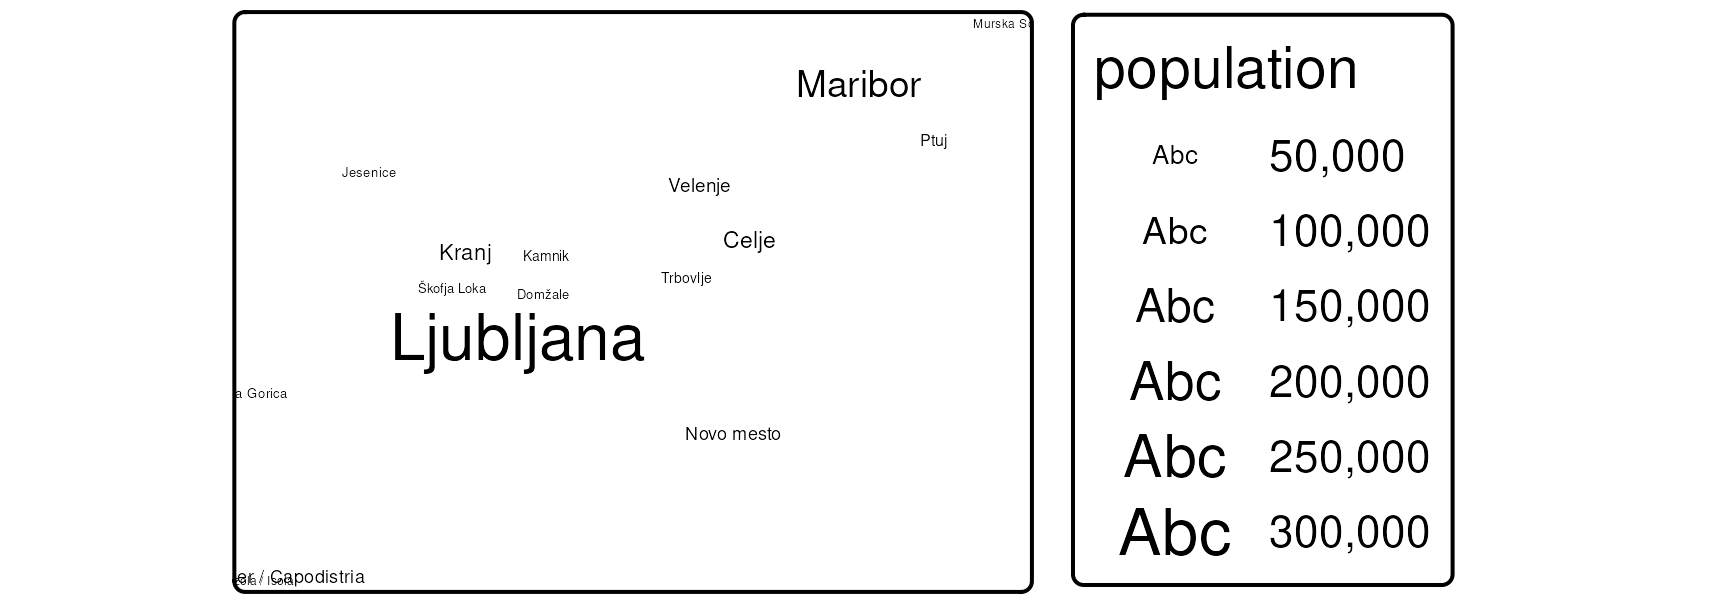 Murska So
Maribor
Ptuj
Jesenice
Velenje
Celje
Kranj
Kamnik
Trbovlje
Škofja Loka
Domžale
Ljubljana
a Gorica
Novo mesto
er / Capodistria
/ Isola
population
Abc 50,000
Abc 100,000
Abc 150,000
Abc 200,000
Abc 250,000
Abc 300,000